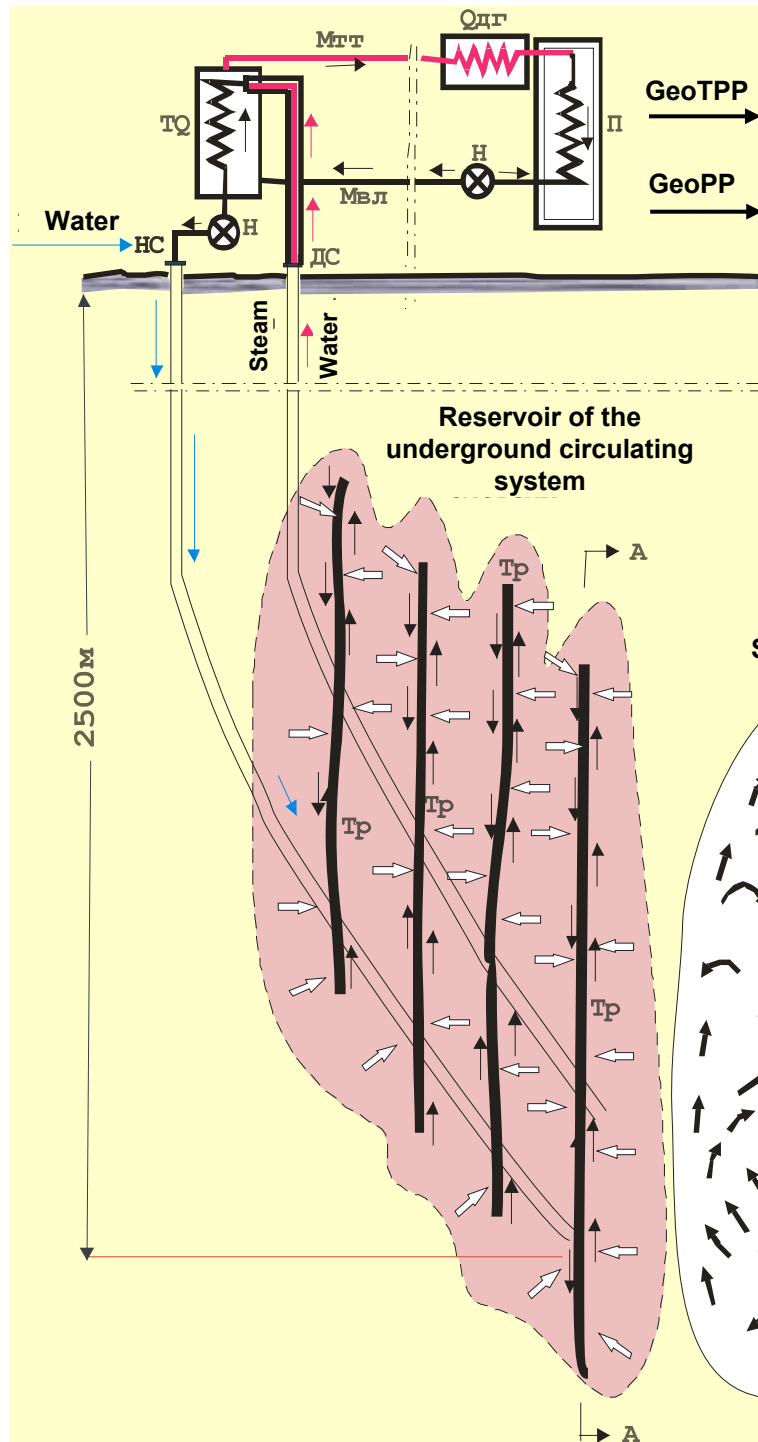 Qдг
Мтт
GeoTPP
TQ
П
Н
GeoPP
Мвл
Water
НС
Н
ДС
Steam
Water
Reservoir of the
underground circulating
system
А
Тр
S
2500м
Тр
Тр
Тр
А